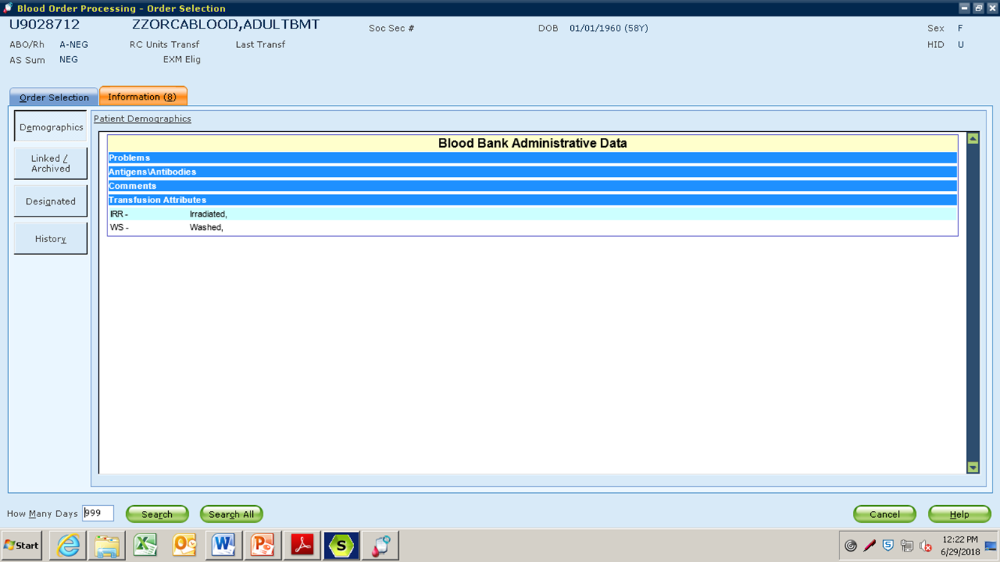 Blood Order Processing - Order Selection
U9028712 ZZORCABLOOD,ADULTBMT Soc Sec # DOB 01/01/1960 (58Y) Sex F
ABO/Rh A-NEG RC Units Transf Last Transf HID U
AS Sum NEG EXM Elig
Order Selection Information (8)
Demographics
Linked /
Archived
Designated
History
Patient Demographics
Blood Bank Administrative Data
Problems
Antigens\Antibodies
Comments
Transfusion Attributes
IRR - Irradiated,
WS - Washed,
How Many Days 999 Search Search All Cancel Help
Start 12:22 PM
6/29/2018